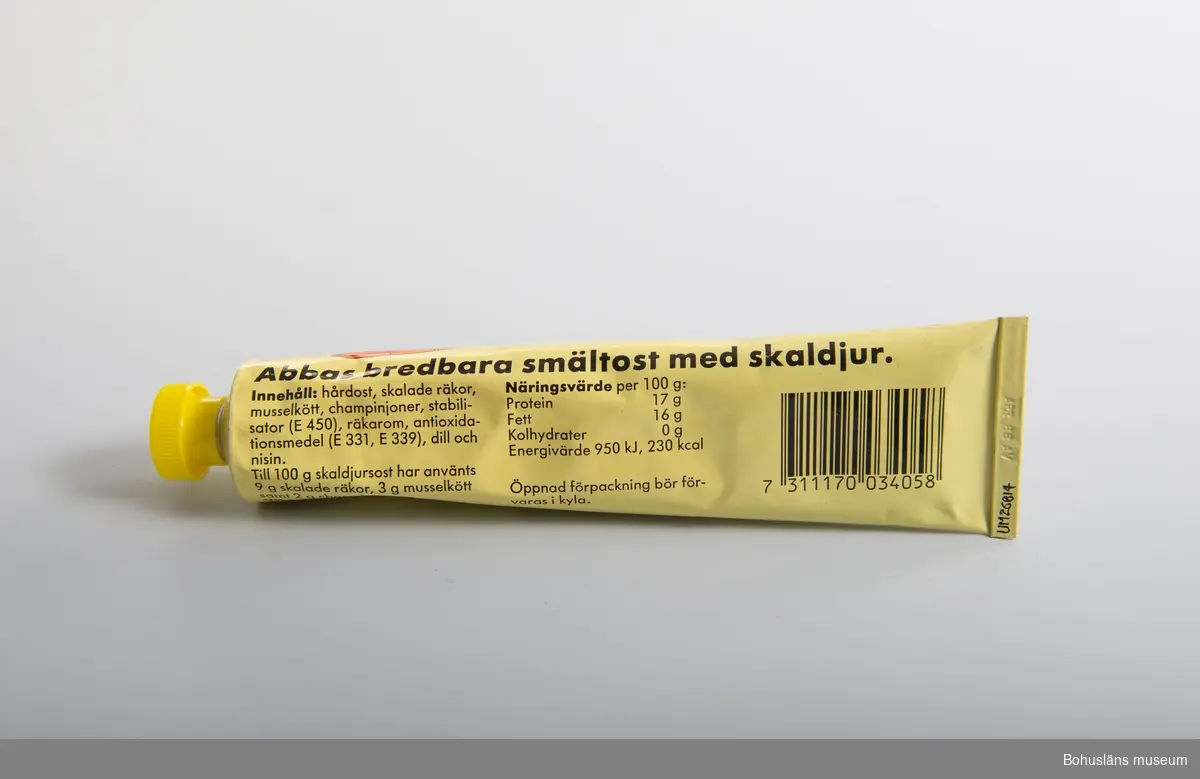 Abbas bredbara smältost med skaldjur.
Innehåll: hårdost, skalade räkor,
musselkött, champinjoner, stabili-
sator (E 450), räkarom, antioxida-
tionsmedel (E 331, E 339), dill och
nisin.
Till 100 g skaldjursost har använts
9 g skalade räkor, 3 g musselkött
samt 2 g
Näringsvärde per 100 g:
Protein 17 g
Fett 16 g
Kolhydrater 0 g
Energivärde 950 kJ, 230 kcal
Öppnad förpackning bör för-
varas i kyla.
7 311170 034058
UM26814
Bohusläns museum